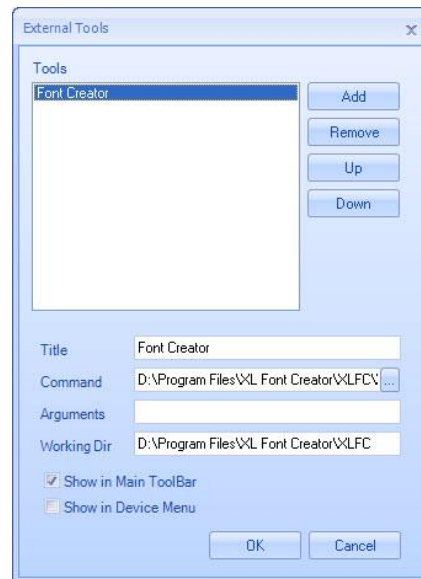 External Tools
Tools
Font Creator
Add
Remove
Up
Down
Title Font Creator
Command D:\Program Files\XL Font Creator\XLFC\ ...
Arguments
Working Dir D:\Program Files\XL Font Creator\XLFC
Show in Main ToolBar
Show in Device Menu
OK Cancel